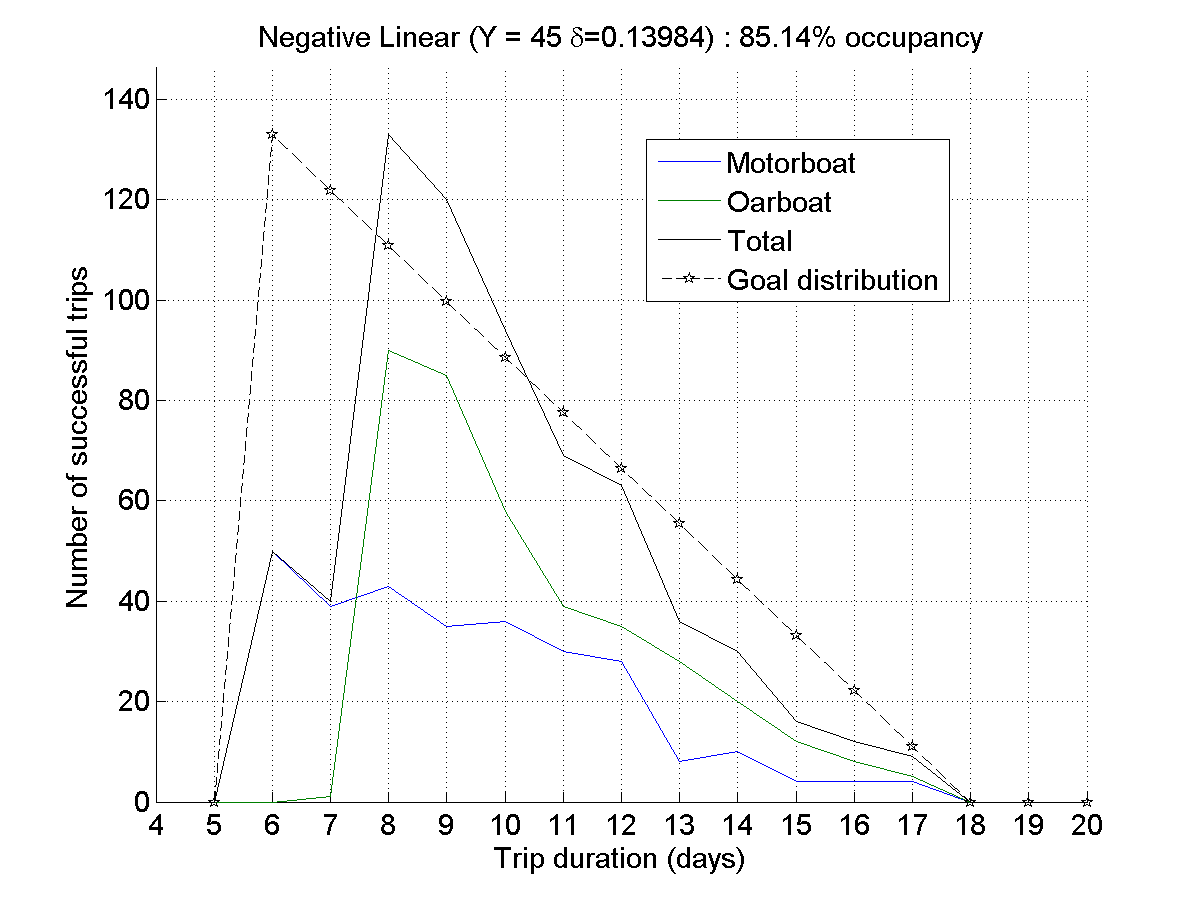 Negative Linear (Y = 45 δ=0.13984) : 85.14% occupancy
140
120
100
80
60
40
20
0
Number of successful trips
Motorboat
Oarboat
Total
Goal distribution
4 5 6 7 8 9 10 11 12 13 14 15 16 17 18 19 20
Trip duration (days)